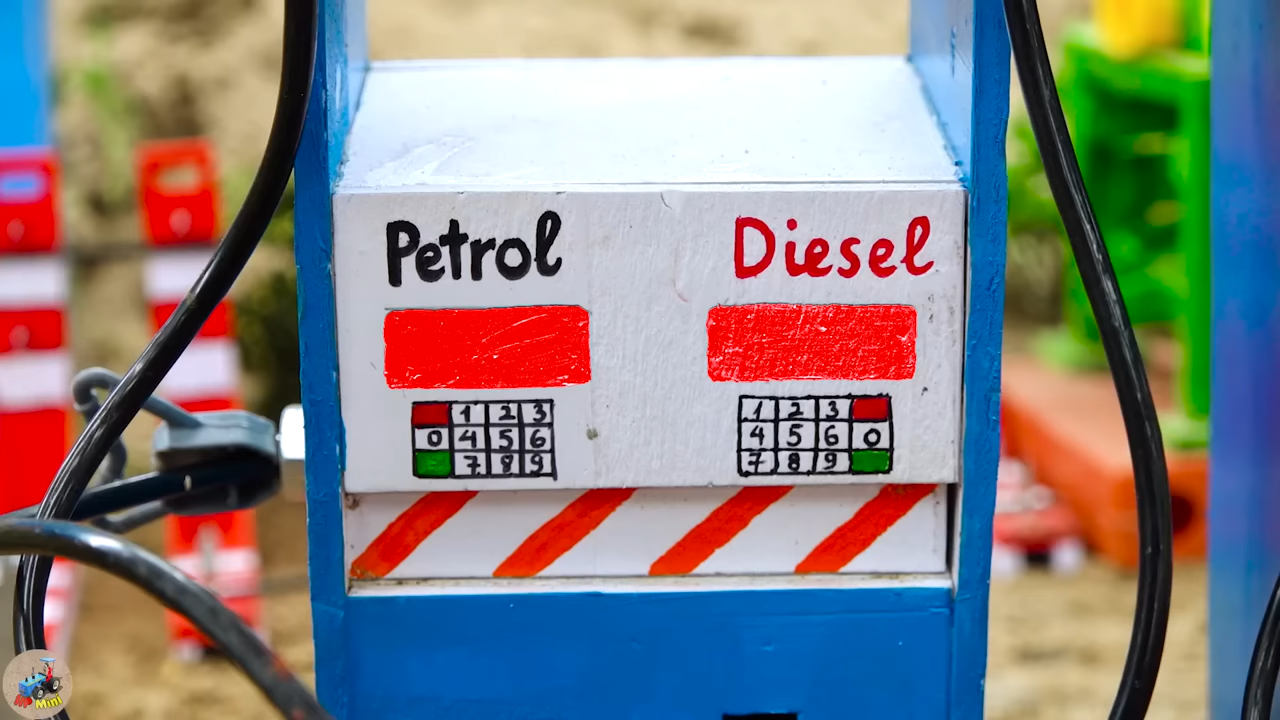 Petrol Diesel
1 2 3
0 4 5 6
7 8 9
1 2 3
4 5 6 0
7 8 9
Mini